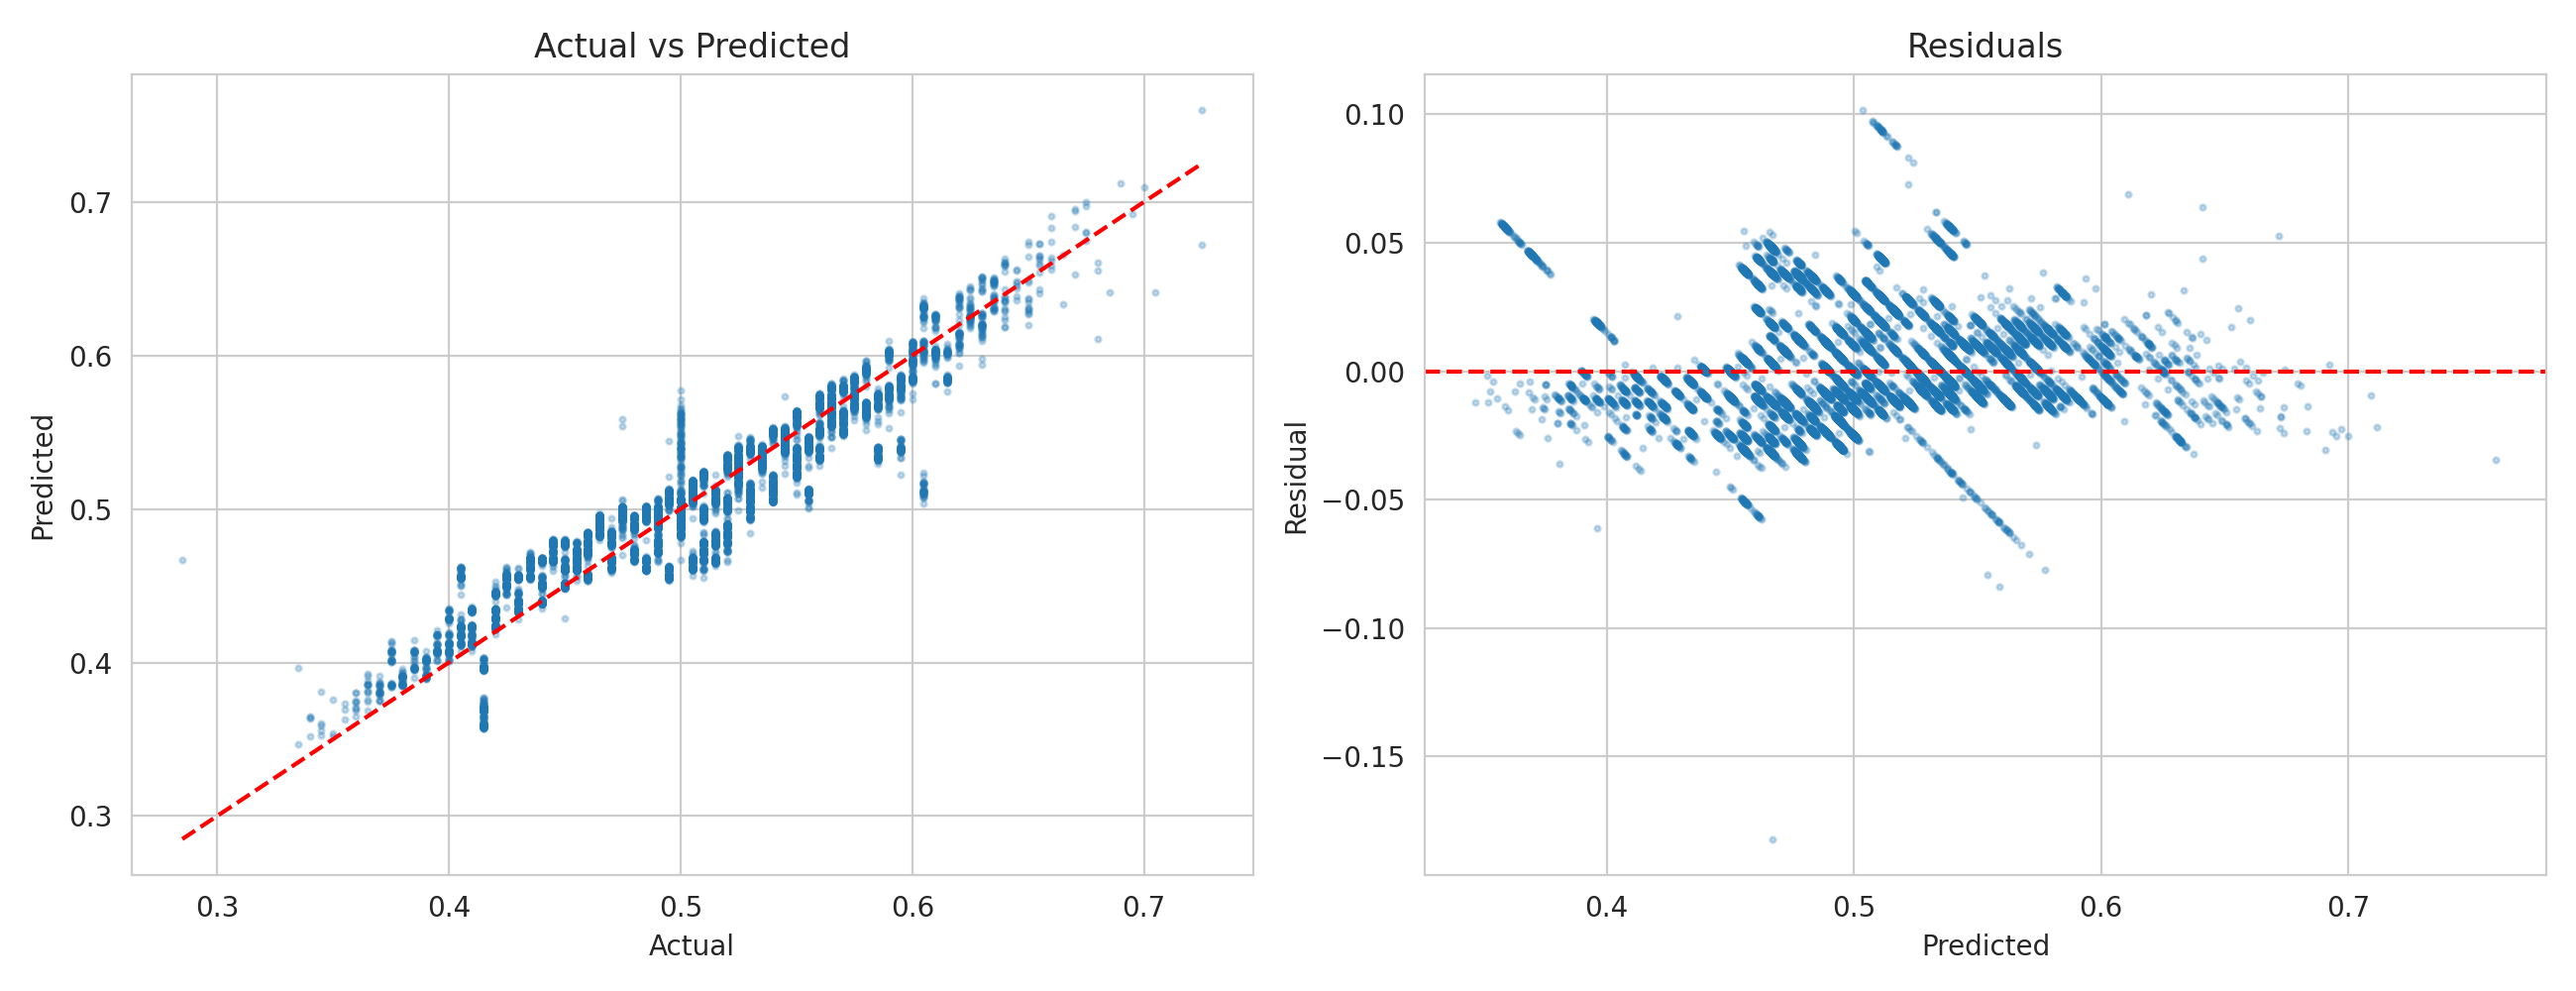 Actual vs Predicted
Predicted
0.7
0.6
0.5
0.4
0.3
0.3 0.4 0.5 0.6 0.7
Actual
Residuals
Residual
0.10
0.05
0.00
−0.05
−0.10
−0.15
0.4 0.5 0.6 0.7
Predicted